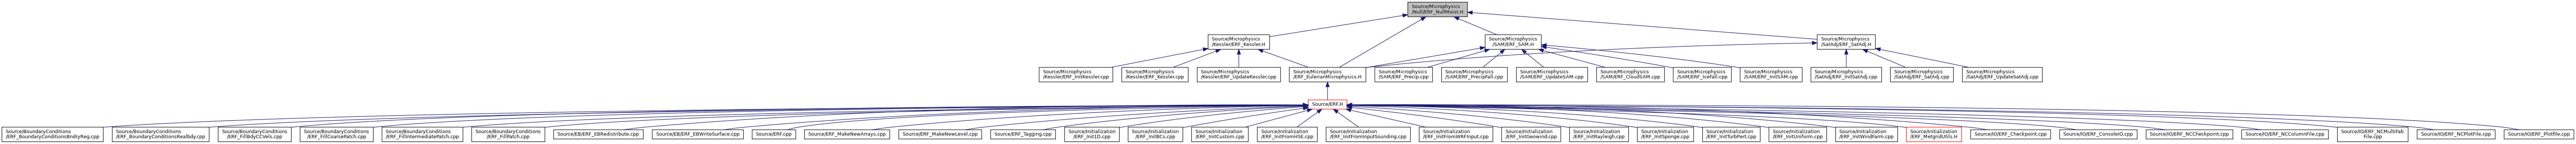 Source/Microphysics
/Null/ERF_NullMoist.H
Source/Microphysics
/Kessler/ERF_Kessler.H
Source/Microphysics
/SAM/ERF_SAM.H
Source/Microphysics
/SatAdj/ERF_SatAdj.H
Source/Microphysics
/Kessler/ERF_InitKessler.cpp
Source/Microphysics
/Kessler/ERF_Kessler.cpp
Source/Microphysics
/Kessler/ERF_UpdateKessler.cpp
Source/Microphysics
/ERF_EulerianMicrophysics.H
Source/Microphysics
/SAM/ERF_Precip.cpp
Source/Microphysics
/SAM/ERF_PrecipFall.cpp
Source/Microphysics
/SAM/ERF_UpdateSAM.cpp
Source/Microphysics
/SAM/ERF_CloudSAM.cpp
Source/Microphysics
/SAM/ERF_IceFall.cpp
Source/Microphysics
/SAM/ERF_InitSAM.cpp
Source/Microphysics
/SatAdj/ERF_InitSatAdj.cpp
Source/Microphysics
/SatAdj/ERF_SatAdj.cpp
Source/Microphysics
/SatAdj/ERF_UpdateSatAdj.cpp
Source/ERF.H
Source/BoundaryConditions
/ERF_BoundaryConditionsBndryReg.cpp
Source/BoundaryConditions
/ERF_BoundaryConditionsRealbdy.cpp
Source/BoundaryConditions
/ERF_FillBdyCCVels.cpp
Source/BoundaryConditions
/ERF_FillCoarsePatch.cpp
Source/BoundaryConditions
/ERF_FillIntermediatePatch.cpp
Source/BoundaryConditions
/ERF_FillPatch.cpp
Source/EB/ERF_EBRedistribute.cpp
Source/EB/ERF_EBWriteSurface.cpp
Source/ERF.cpp
Source/ERF_MakeNewArrays.cpp
Source/ERF_MakeNewLevel.cpp
Source/ERF_Tagging.cpp
Source/Initialization
/ERF_Init1D.cpp
Source/Initialization
/ERF_InitBCs.cpp
Source/Initialization
/ERF_InitCustom.cpp
Source/Initialization
/ERF_InitFromHSE.cpp
Source/Initialization
/ERF_InitFromInputSounding.cpp
Source/Initialization
/ERF_InitFromWRFInput.cpp
Source/Initialization
/ERF_InitGeowind.cpp
Source/Initialization
/ERF_InitRayleigh.cpp
Source/Initialization
/ERF_InitSponge.cpp
Source/Initialization
/ERF_InitTurbPert.cpp
Source/Initialization
/ERF_InitUniform.cpp
Source/Initialization
/ERF_InitWindFarm.cpp
Source/Initialization
/ERF_MetgridUtils.H
Source/IO/ERF_Checkpoint.cpp
Source/IO/ERF_ConsoleIO.cpp
Source/IO/ERF_NCCheckpoint.cpp
Source/IO/ERF_NCColumnFile.cpp
Source/IO/ERF_NCMultiFab
File.cpp
Source/IO/ERF_NCPlotFile.cpp
Source/IO/ERF_Plotfile.cpp